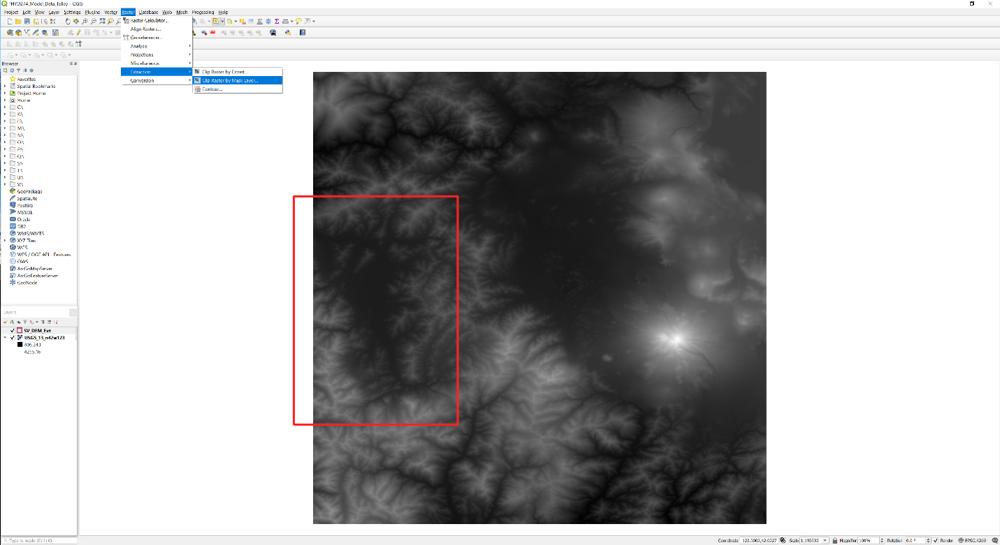 *HYD274_Model_Data_Tolley - QGIS
Project Edit View Layer Settings Plugins Vector Raster Database Web Mesh Processing Help
Raster Calculator...
Align Rasters...
Georeferencer...
Analysis
Projections
Miscellaneous
Extraction
Conversion
Clip Raster by Extent...
Clip Raster by Mask Layer...
Contour...
Browser
Favorites
Spatial Bookmarks
Project Home
Home
C:\
K:\
L:\
M:\
N:\
O:\
P:\
Q:\
S:\
T:\
U:\
V:\
GeoPackage
SpatiaLite
PostGIS
MSSQL
Oracle
DB2
WMS/WMTS
XYZ Tiles
WCS
WFS / OGC API - Features
OWS
ArcGisMapServer
ArcGisFeatureServer
GeoNode
Layers
SV_DEM_Ext
USGS_13_n42w123
406.243
4255.16
Type to locate (Ctrl+K)
Coordinate 123.5002,42.0227 Scale 1:195335 Magnifier 100% Rotation 0.0 ° Render EPSG:4269